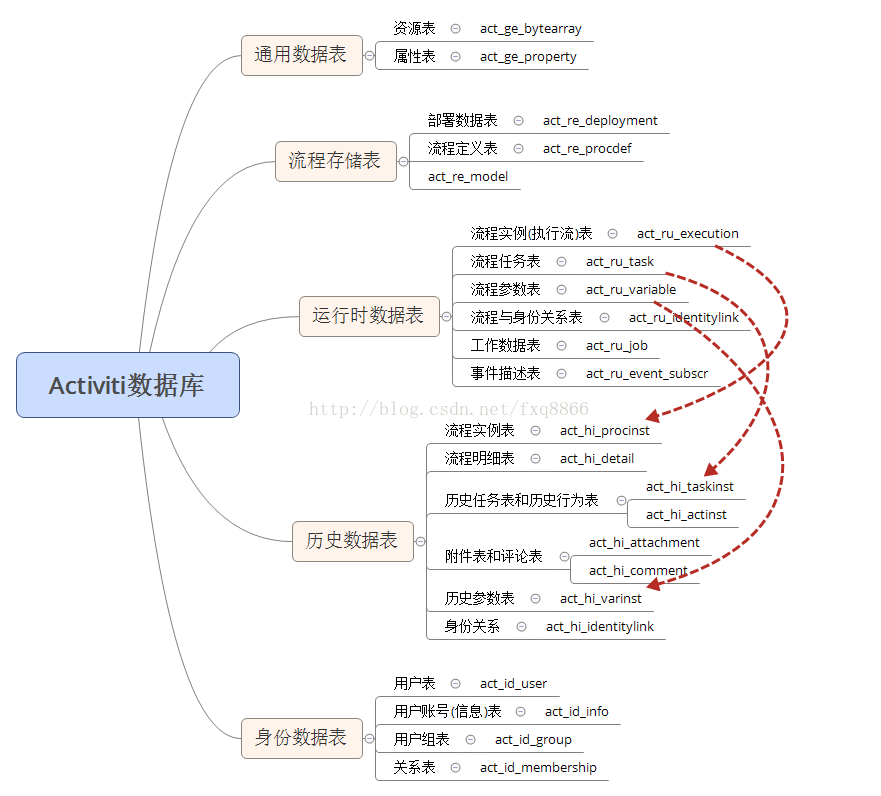 Activiti数据库
通用数据表
资源表 act_ge_bytearray
属性表 act_ge_property
流程存储表
部署数据表 act_re_deployment
流程定义表 act_re_procdef
act_re_model
运行时数据表
流程实例(执行流)表 act_ru_execution
流程任务表 act_ru_task
流程参数表 act_ru_variable
流程与身份关系表 act_ru_identitylink
工作数据表 act_ru_job
事件描述表 act_ru_event_subscr
http://blog.csdn.net/fxq8866
历史数据表
流程实例表 act_hi_procinst
流程明细表 act_hi_detail
历史任务表和历史行为表
act_hi_taskinst
act_hi_actinst
附件表和评论表
act_hi_attachment
act_hi_comment
历史参数表 act_hi_varinst
身份关系 act_hi_identitylink
身份数据表
用户表 act_id_user
用户账号(信息)表 act_id_info
用户组表 act_id_group
关系表 act_id_membership